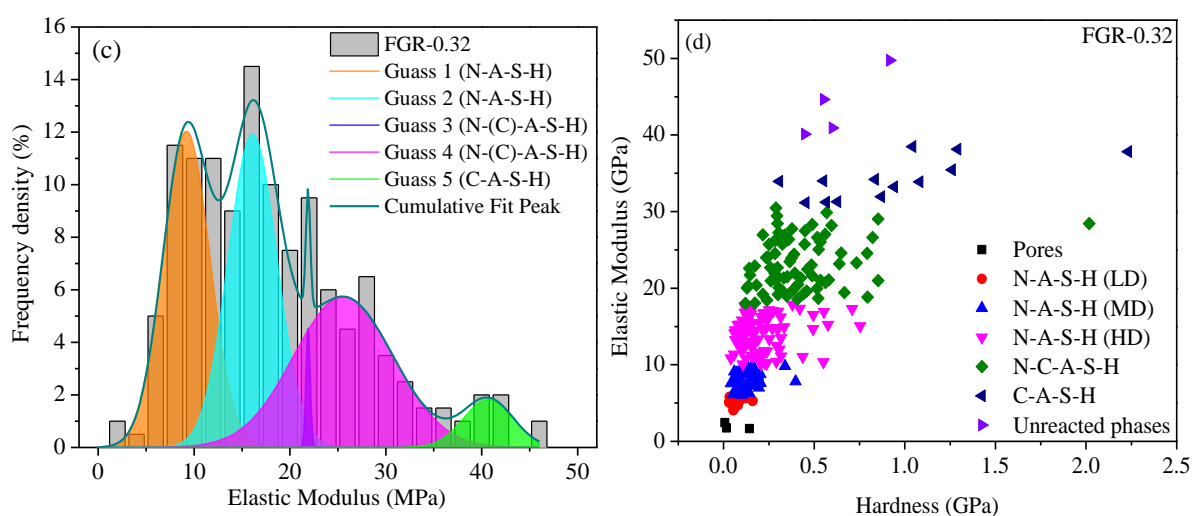 (c)
FGR-0.32
Guass 1 (N-A-S-H)
Guass 2 (N-A-S-H)
Guass 3 (N-(C)-A-S-H)
Guass 4 (N-(C)-A-S-H)
Guass 5 (C-A-S-H)
Cumulative Fit Peak
Frequency density (%)
16
14
12
10
8
6
4
2
0
0 10 20 30 40 50
Elastic Modulus (MPa)
(d)
FGR-0.32
Elastic Modulus (GPa)
50
40
30
20
10
0
Pores
N-A-S-H (LD)
N-A-S-H (MD)
N-A-S-H (HD)
N-C-A-S-H
C-A-S-H
Unreacted phases
0.0 0.5 1.0 1.5 2.0 2.5
Hardness (GPa)